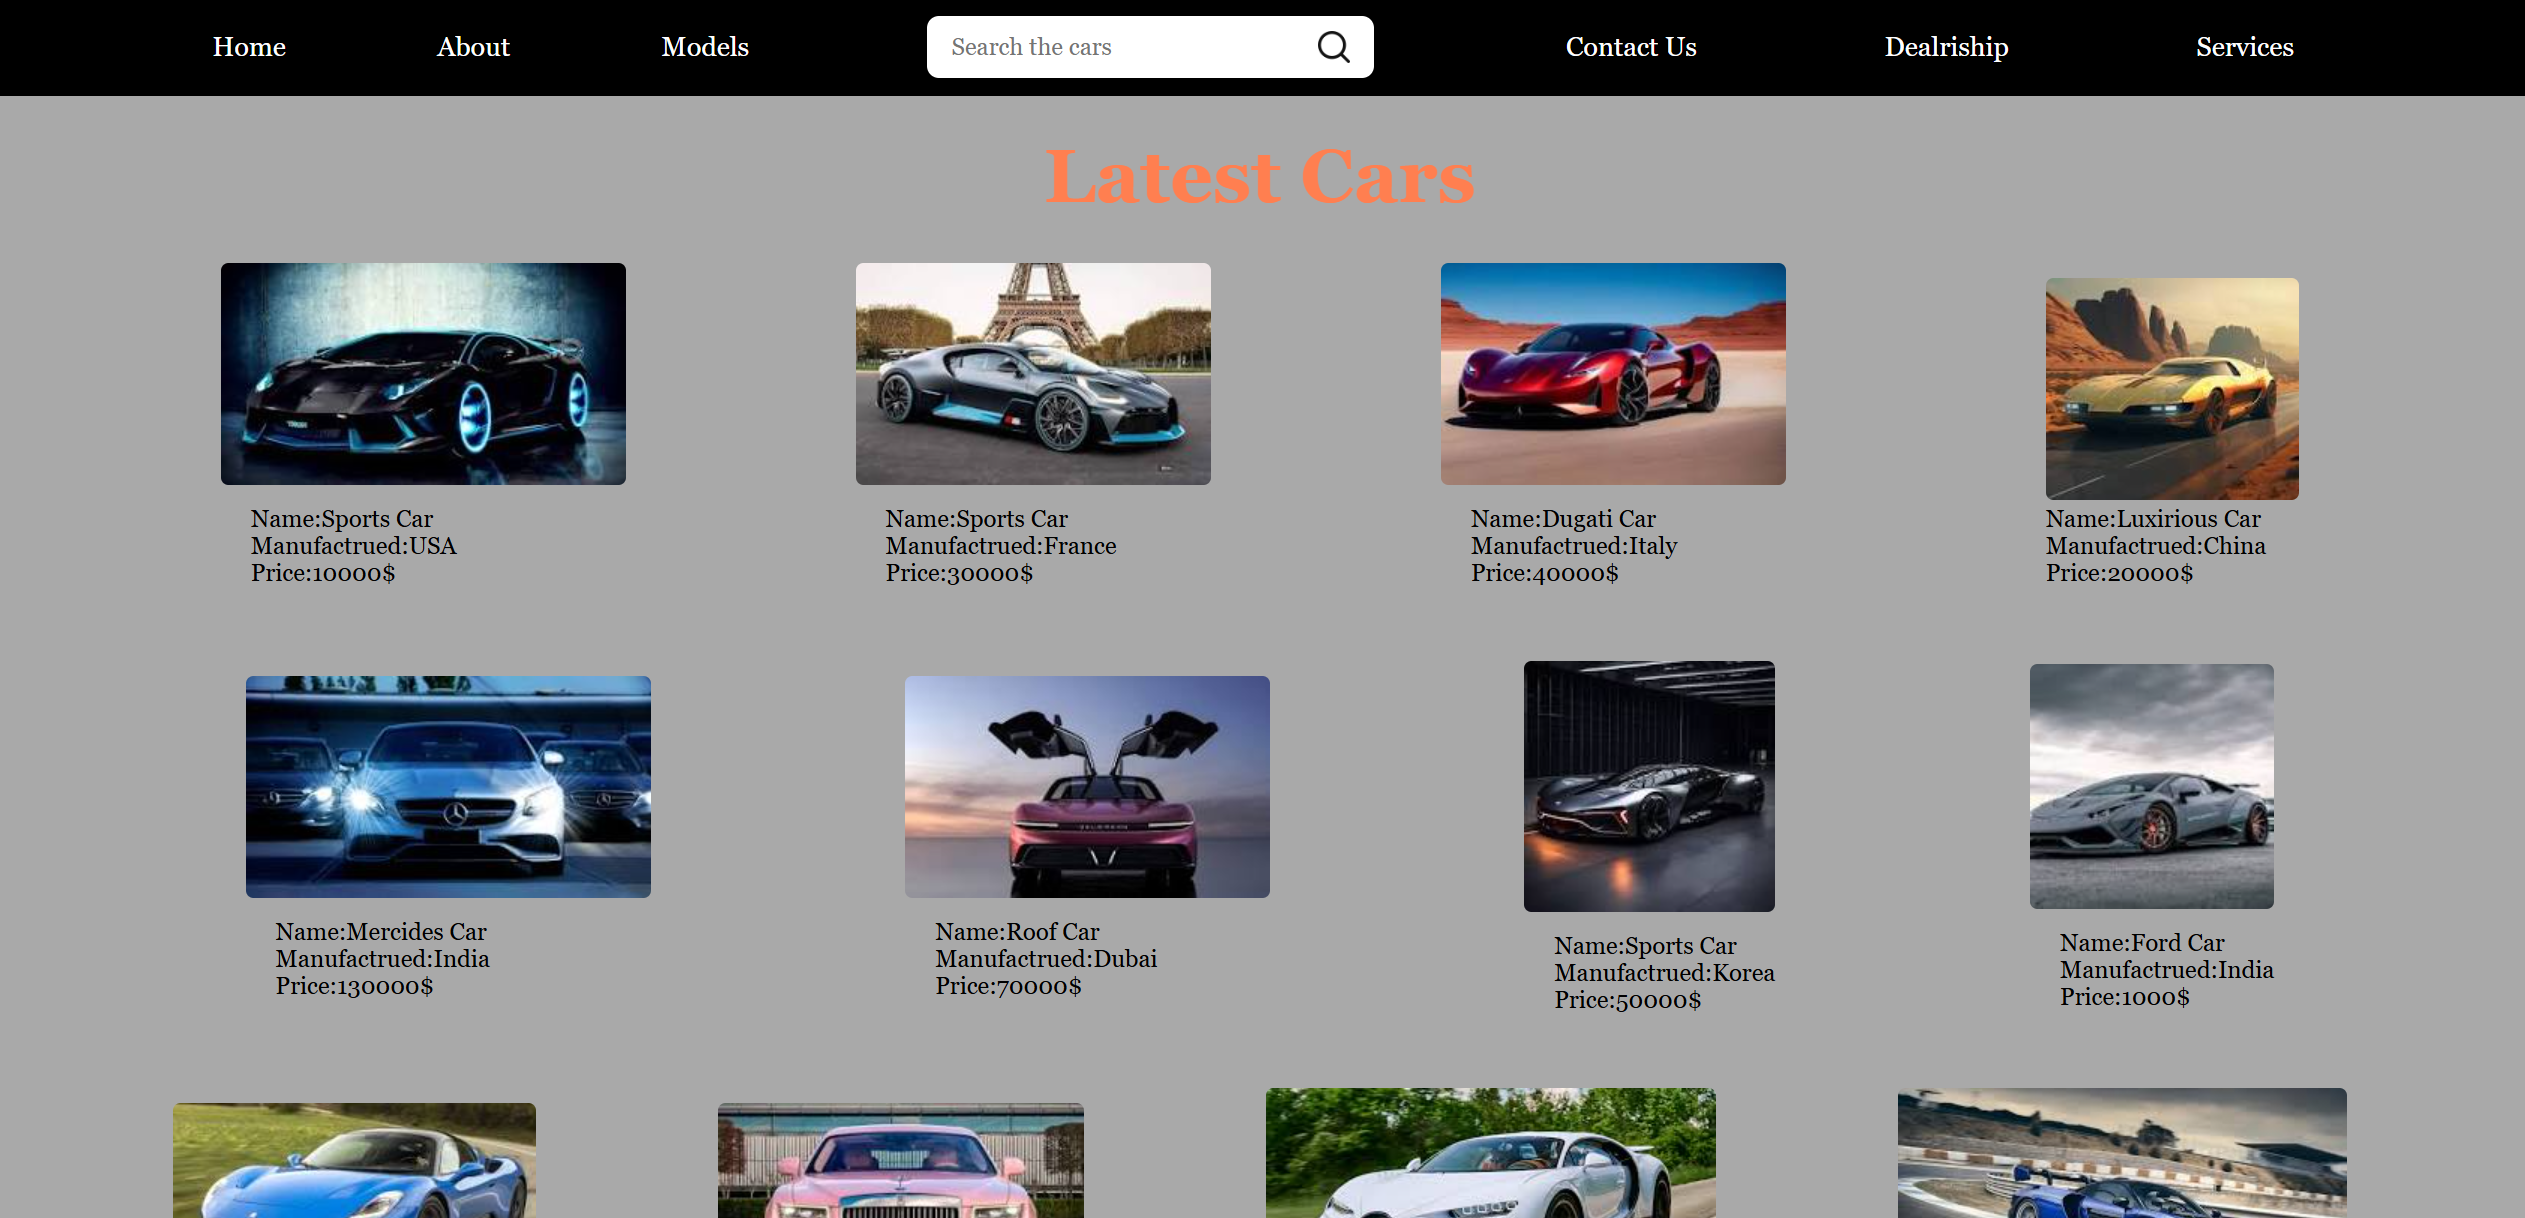 Home
About
Models
Search the cars
Contact Us
Dealriship
Services
Latest Cars
Name:Sports Car
Manufactrued:USA
Price:10000$
Name:Sports Car
Manufactrued:France
Price:30000$
Name:Dugati Car
Manufactrued:Italy
Price:40000$
Name:Luxirious Car
Manufactrued:China
Price:20000$
Name:Mercides Car
Manufactrued:India
Price:130000$
Name:Roof Car
Manufactrued:Dubai
Price:70000$
Name:Sports Car
Manufactrued:Korea
Price:50000$
Name:Ford Car
Manufactrued:India
Price:1000$